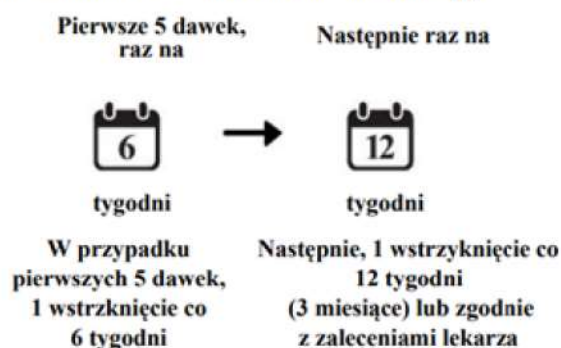 Pierwsze 5 dawek,
raz na
6
tygodni
W przypadku
pierwszych 5 dawek,
1 wstrzknięcie co
6 tygodni
Następnie raz na
12
tygodni
Następnie, 1 wstrzyknięcie co
12 tygodni
(3 miesiące) lub zgodnie
z zaleceniami lekarza